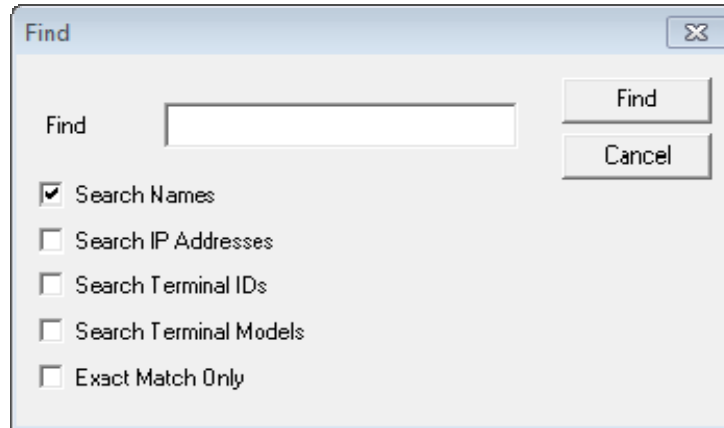 Find
Find
Find
Cancel
Search Names
Search IP Addresses
Search Terminal IDs
Search Terminal Models
Exact Match Only